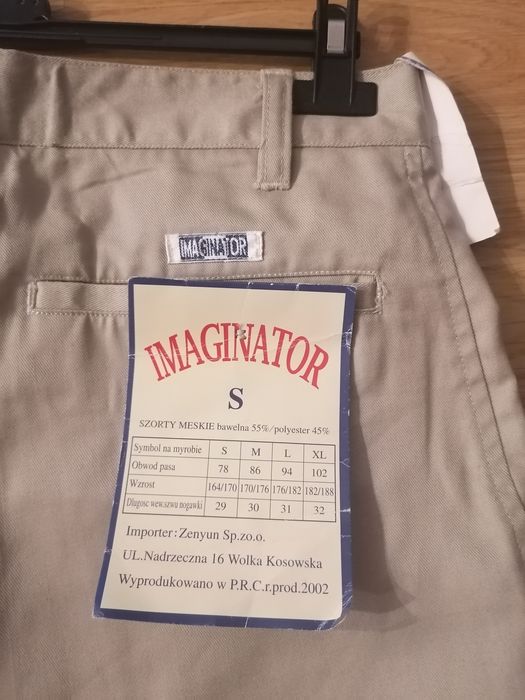 IMAGINATOR
IMAGINATOR
S
SZORTY MESKIE bawelna 55%/polyester 45%
Symbol na myrobie S M L XL
Obwod pasa 78 86 94 102
Wzrost 164/170 170/176 176/182 182/188
Dlugosc wew.szwu nogawki 29 30 31 32
Importer:Zenyun Sp.zo.o.
UL.Nadrzeczna 16 Wolka Kosowska
Wyprodukowano w P.R.C.r.prod.2002